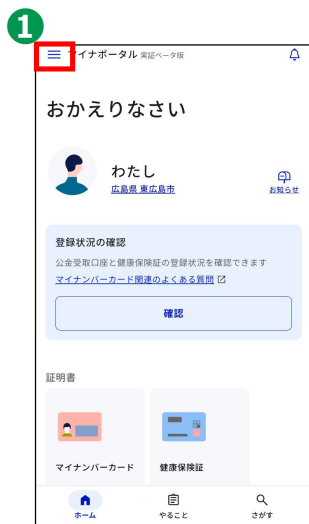 1
マイナポータル 実証ベータ版
おかえりなさい
わたし
広島県 東広島市
お知らせ
登録状況の確認
公金受取口座と健康保険証の登録状況を確認できます
マイナンバーカード関連のよくある質問
確認
証明書
マイナンバーカード
健康保険証
ホーム
やること
さがす